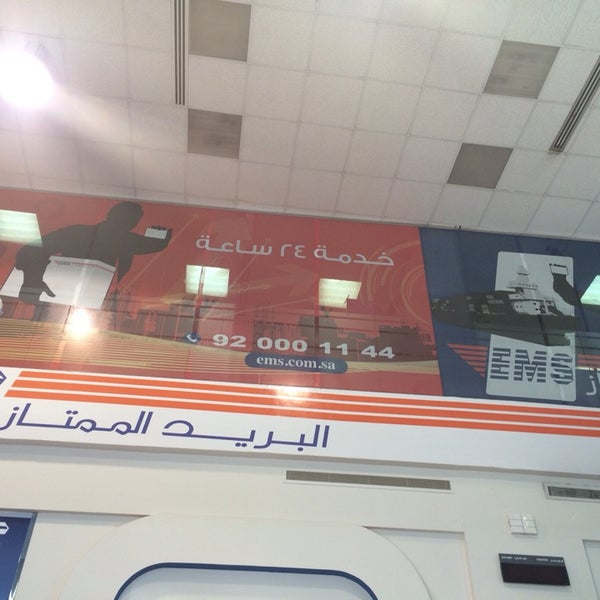 خدمة ٢٤ ساعة
92 000 11 44
ems.com.sa
EMS
البريد الممتاز